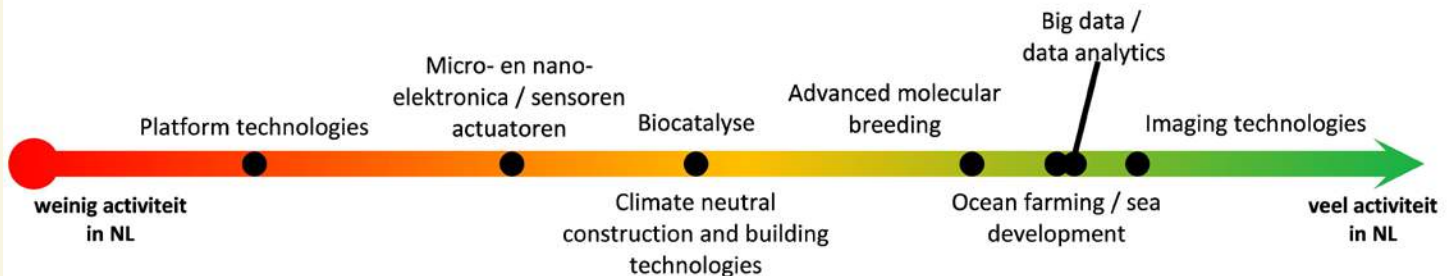 Big data /
data analytics
Micro- en nano-
elektronica / sensoren
actuatoren
Advanced molecular
breeding
Platform technologies
Biocatalyse
Imaging technologies
weinig activiteit
in NL
Climate neutral
construction and building
technologies
Ocean farming / sea
development
veel activiteit
in NL